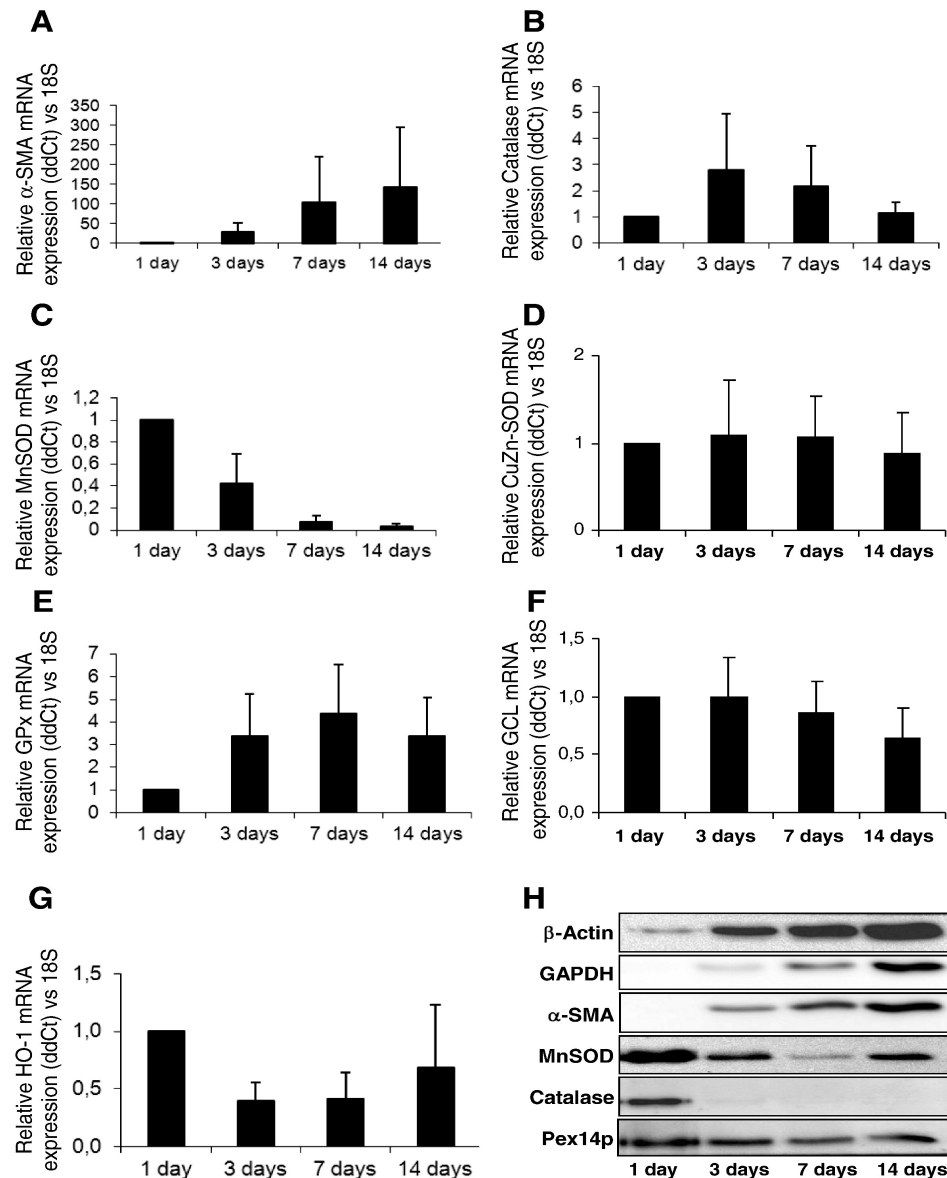 A
Relative α-SMA mRNA
expression (ddCt) vs 18S
350
300
250
200
150
100
50
0
1 day 3 days 7 days 14 days
B
Relative Catalase mRNA
expression (ddCt) vs 18S
6
5
4
3
2
1
0
1 day 3 days 7 days 14 days
C
Relative MnSOD mRNA
expression (ddCt) vs 18S
1,2
1
0,8
0,6
0,4
0,2
0
1 day 3 days 7 days 14 days
D
Relative CuZn-SOD mRNA
expression (ddCt) vs 18S
2
1
0
1 day 3 days 7 days 14 days
E
Relative GPx mRNA
expression (ddCt) vs 18S
7
6
5
4
3
2
1
0
1 day 3 days 7 days 14 days
F
Relative GCL mRNA
expression (ddCt) vs 18S
1,5
1,0
0,5
0,0
1 day 3 days 7 days 14 days
G
Relative HO-1 mRNA
expression (ddCt) vs 18S
1,0
0,5
0,0
1 day 3 days 7 days 14 days
H
β-Actin
GAPDH
α-SMA
MnSOD
Catalase
Pex14p
1 day 3 days 7 days 14 days